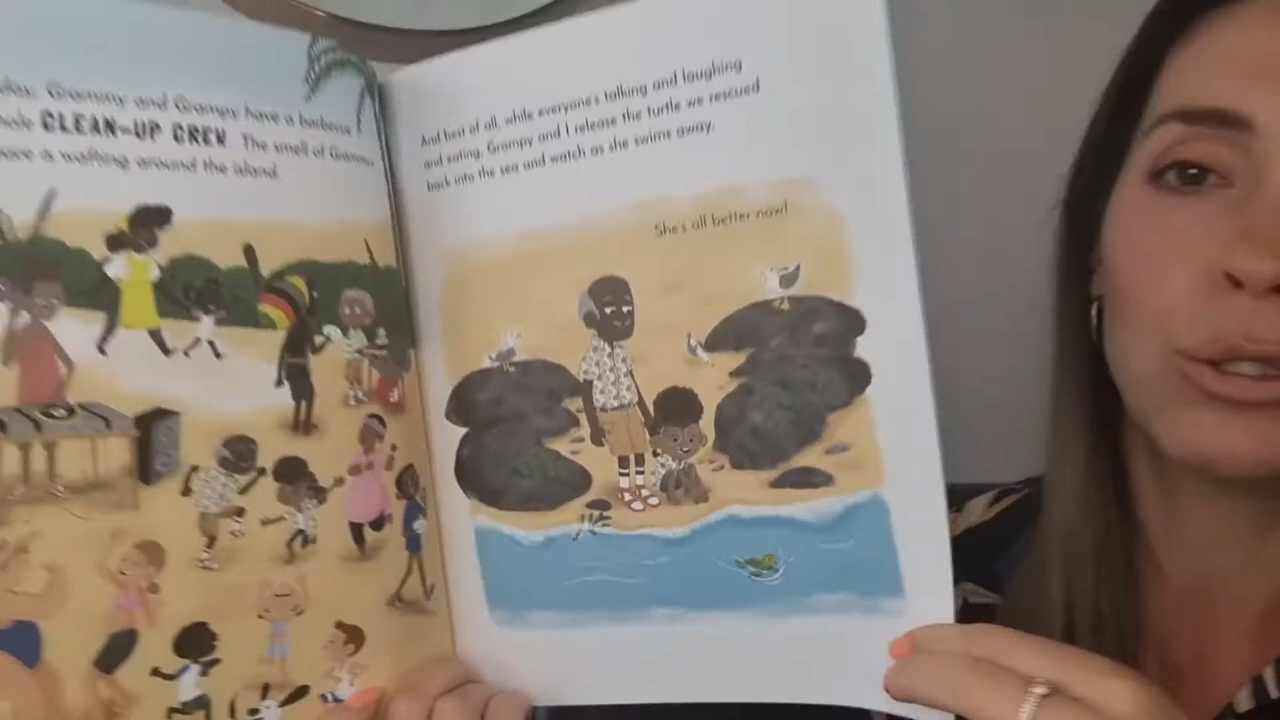 Grammy and Grampy have a barbecue
CLEAN-UP CREW. The smell of Grammy
wafting around the island.
And best of all, while everyone's talking and laughing
and eating, Grampy and I release the turtle we rescued
back into the sea and watch as she swims away.
She's all better now!